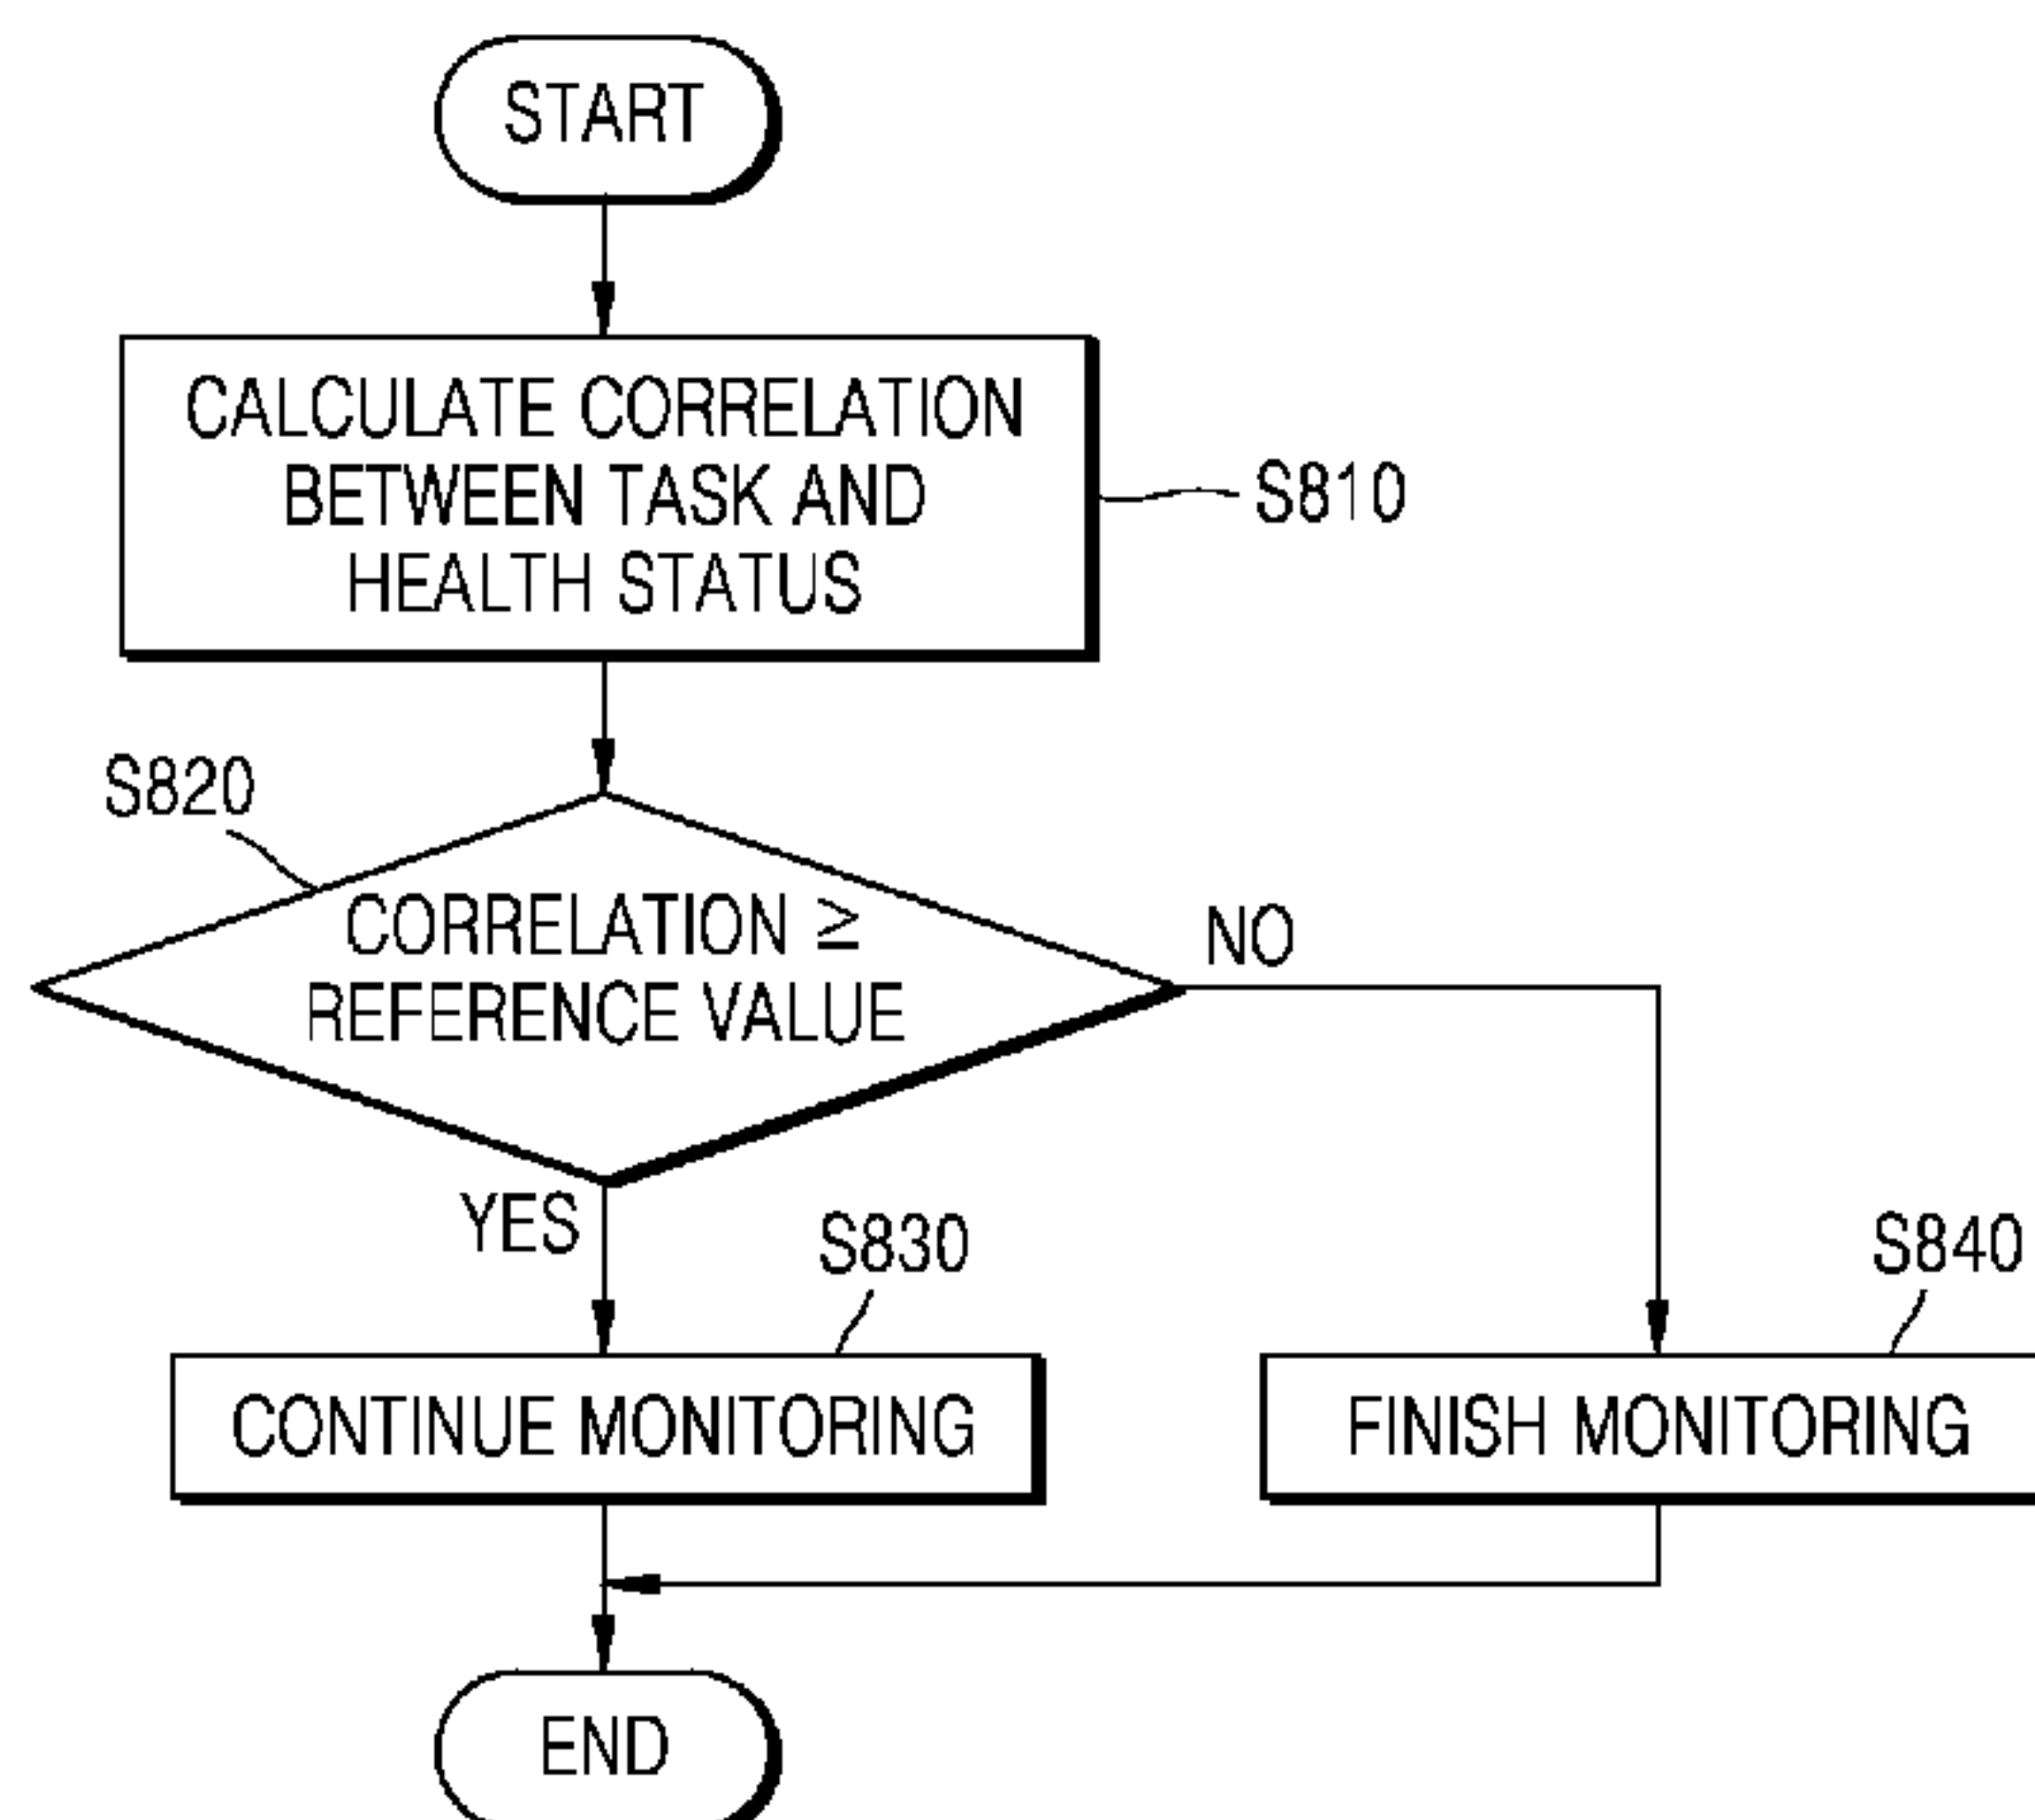 START
CALCULATE CORRELATION
BETWEEN TASK AND
HEALTH STATUS
S810
S820
CORRELATION ≥
REFERENCE VALUE
NO
YES
S830
S840
CONTINUE MONITORING
FINISH MONITORING
END